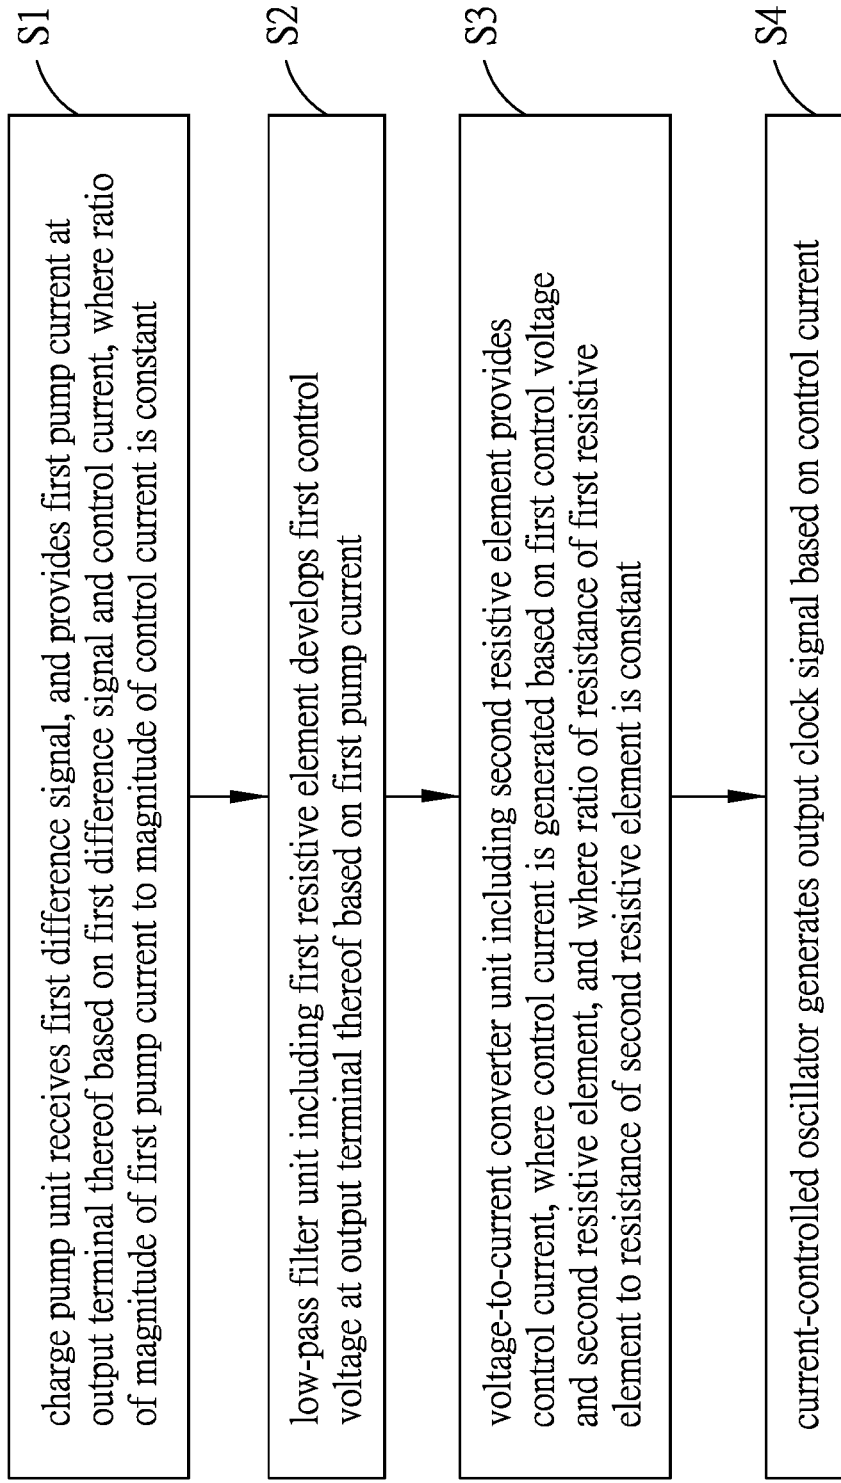 S1
charge pump unit receives first difference signal, and provides first pump current at
output terminal thereof based on first difference signal and control current, where ratio
of magnitude of first pump current to magnitude of control current is constant
S2
low-pass filter unit including first resistive element develops first control
voltage at output terminal thereof based on first pump current
S3
voltage-to-current converter unit including second resistive element provides
control current, where control current is generated based on first control voltage
and second resistive element, and where ratio of resistance of first resistive
element to resistance of second resistive element is constant
S4
current-controlled oscillator generates output clock signal based on control current